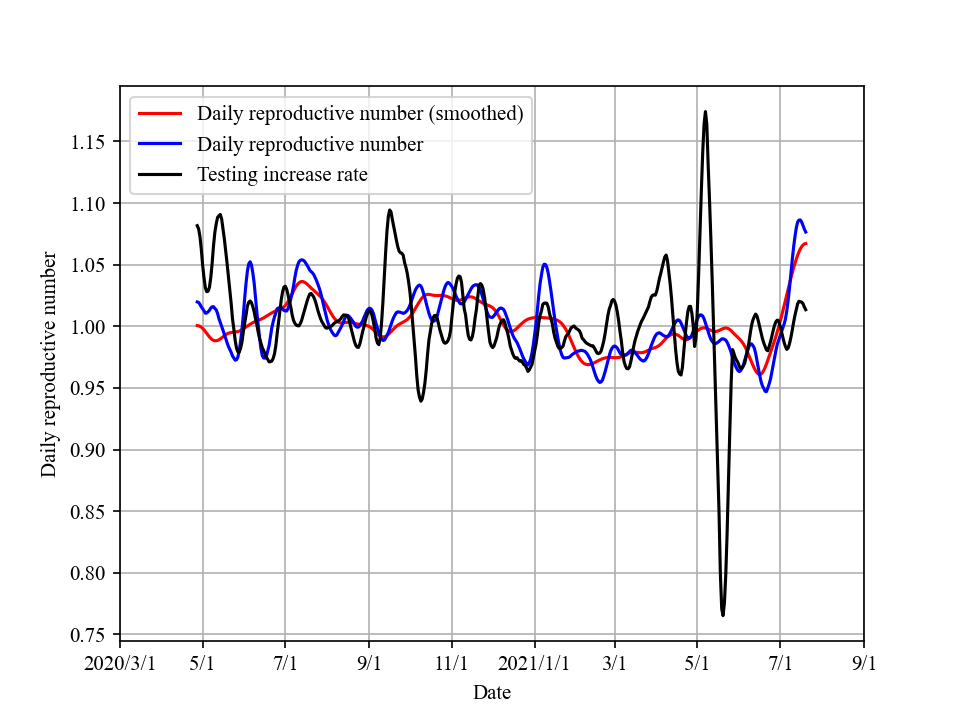 Daily reproductive number (smoothed)
Daily reproductive number
Testing increase rate
Daily reproductive number
1.15
1.10
1.05
1.00
0.95
0.90
0.85
0.80
0.75
2020/3/1 5/1 7/1 9/1 11/1 2021/1/1 3/1 5/1 7/1 9/1
Date